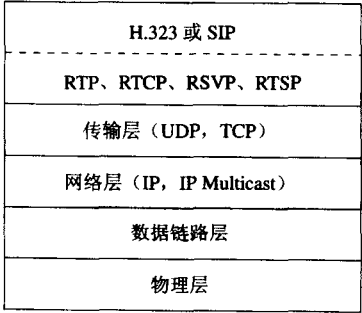 H.323 或 SIP
RTP、RTCP、RSVP、RTSP
传输层（UDP，TCP）
网络层（IP，IP Multicast）
数据链路层
物理层